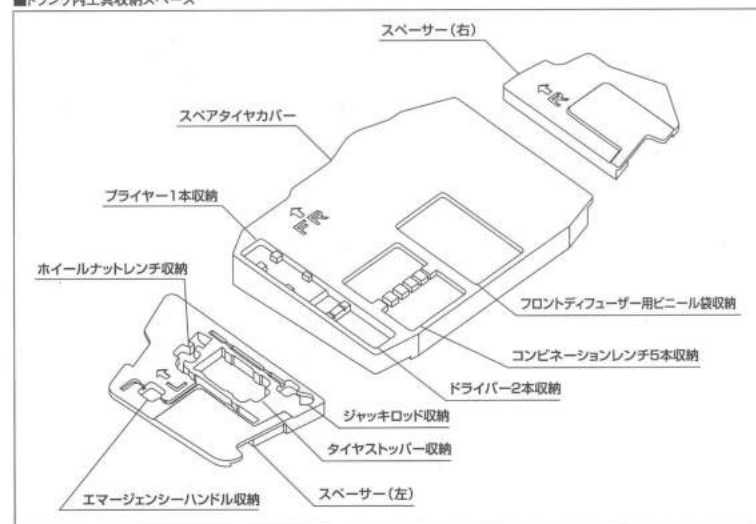 ■トランク内工具収納スペース
スペーサー(右)
スペアタイヤカバー
プライヤー1本収納
ホイールナットレンチ収納
フロントディフューザー用ビニール袋収納
コンビネーションレンチ5本収納
ドライバー2本収納
ジャッキロッド収納
タイヤストッパー収納
エマージェンシーハンドル収納
スペーサー(左)